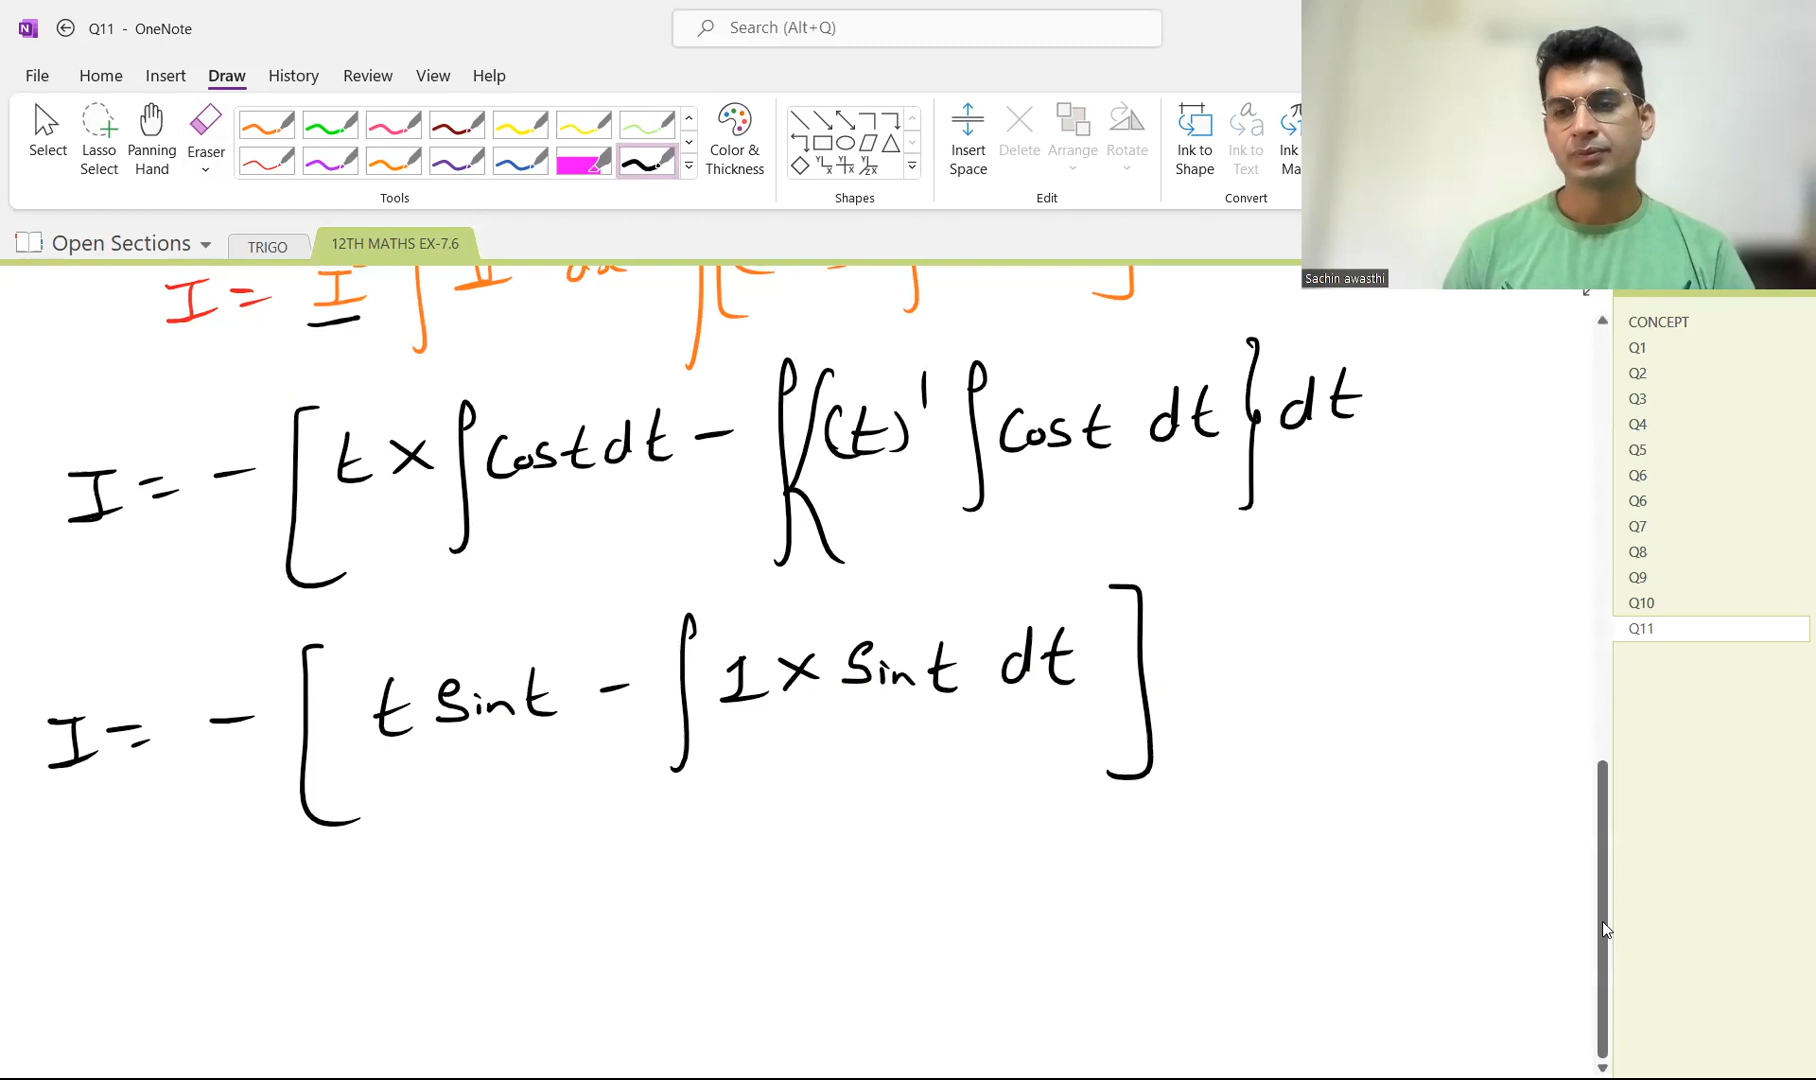 Q11 - OneNote
Search (Alt+Q)
File Home Insert Draw History Review View Help
Select
Lasso Select
Panning Hand
Eraser
Color & Thickness
Insert Space
Delete
Arrange
Rotate
Ink to Shape
Ink to Text
Ink Ma
Tools
Shapes
Edit
Convert
Open Sections
TRIGO
12TH MATHS EX-7.6
Sachin awasthi
I = I ∫ II
I = - [ t × ∫ cost dt - ∫ { (t)' ∫ cost dt } dt
I = - [ t sint - ∫ 1 × sint dt ]
CONCEPT
Q1
Q2
Q3
Q4
Q5
Q6
Q6
Q7
Q8
Q9
Q10
Q11